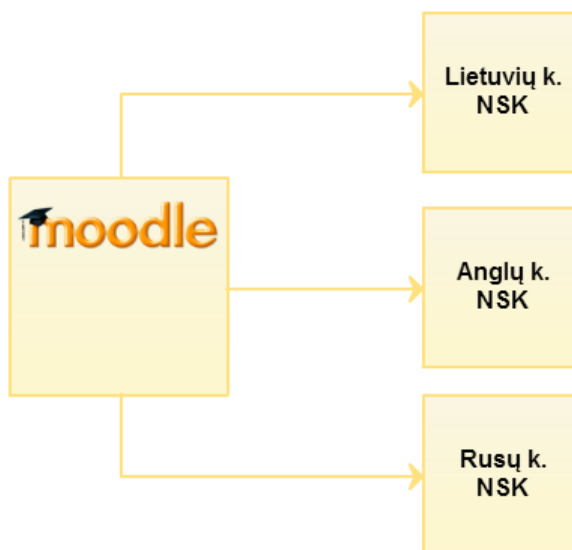 Lietuvių k.
NSK
moodle
Anglų k.
NSK
Rusų k.
NSK